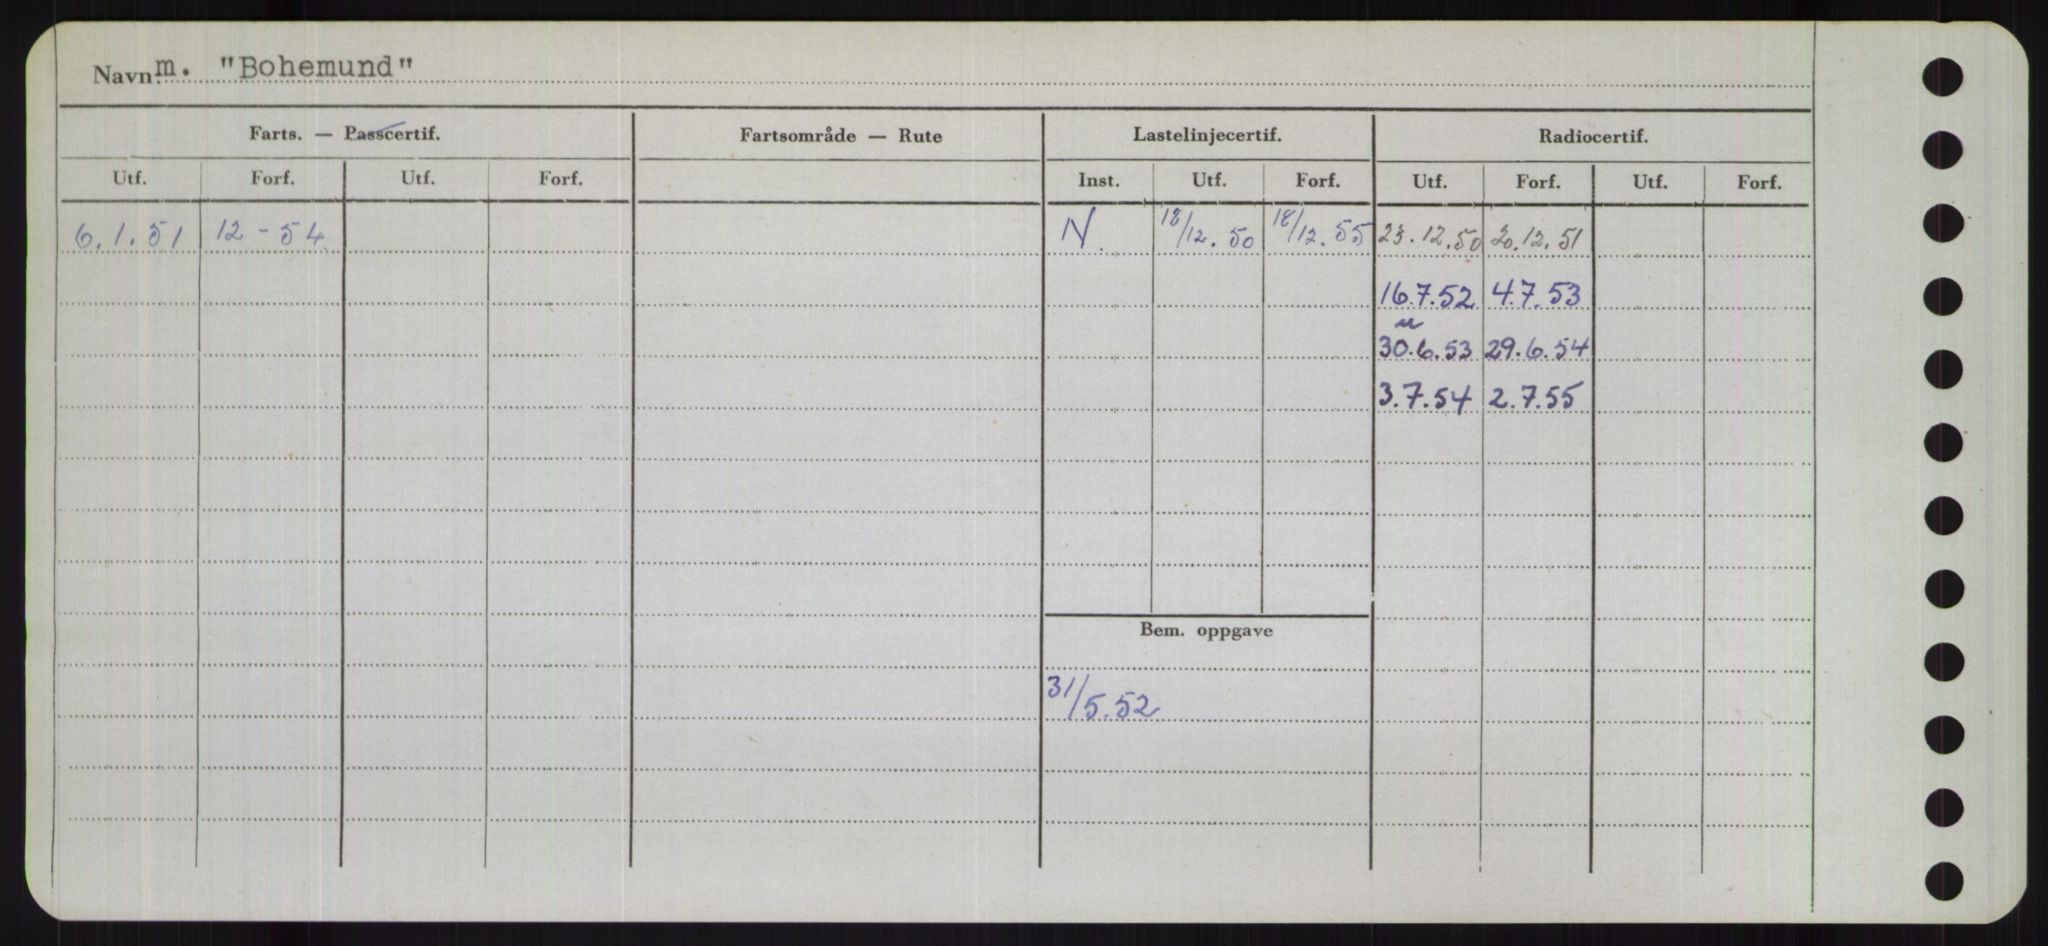 Navn m. "Bohemund"
Farts. — Passcertif. Fartsområde — Rute Lastelinjecertif. Radiocertif.
Utf. Forf. Utf. Forf. Inst. Utf. Forf. Utf. Forf. Utf. Forf.
6.1.51 12-54 N. 18/12.50 18/12.55 23.12.50 20.12.51
16.7.52 4.7.53
30.6.53 29.6.54
3.7.54 2.7.55
Bem. oppgave
31/5.52